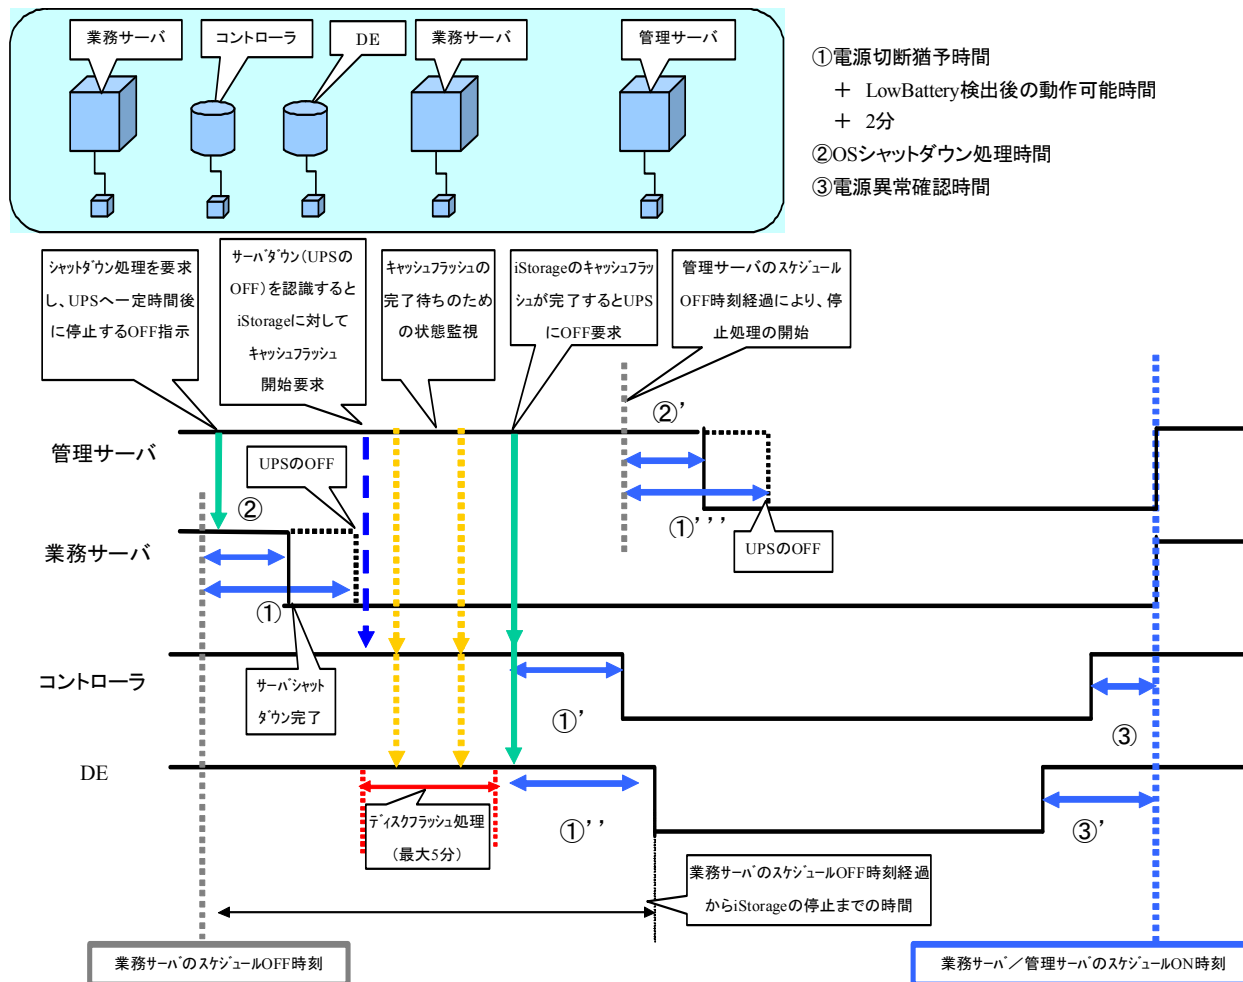 業務サーバ
コントローラ
DE
業務サーバ
管理サーバ
①電源切断猶予時間
＋ LowBattery検出後の動作可能時間
＋ 2分
②OSシャットダウン処理時間
③電源異常確認時間
シャットダウン処理を要求
し、UPSへ一定時間後
に停止するOFF指示
サーバダウン（UPSの
OFF）を認識すると
iStorageに対して
キャッシュフラッシュ
開始要求
キャッシュフラッシュの
完了待ちのため
の状態監視
iStorageのキャッシュフラッ
シュが完了するとUPS
にOFF要求
管理サーバのスケジュール
OFF時刻経過により、停
止処理の開始
②'
管理サーバ
UPSのOFF
②
①'''
UPSのOFF
業務サーバ
①
コントローラ
サーバシャット
ダウン完了
①'
③
DE
ディスクフラッシュ処理
（最大5分）
①''
③'
業務サーバのスケジュールOFF時刻経過
からiStorageの停止までの時間
業務サーバのスケジュールOFF時刻
業務サーバ／管理サーバのスケジュールON時刻